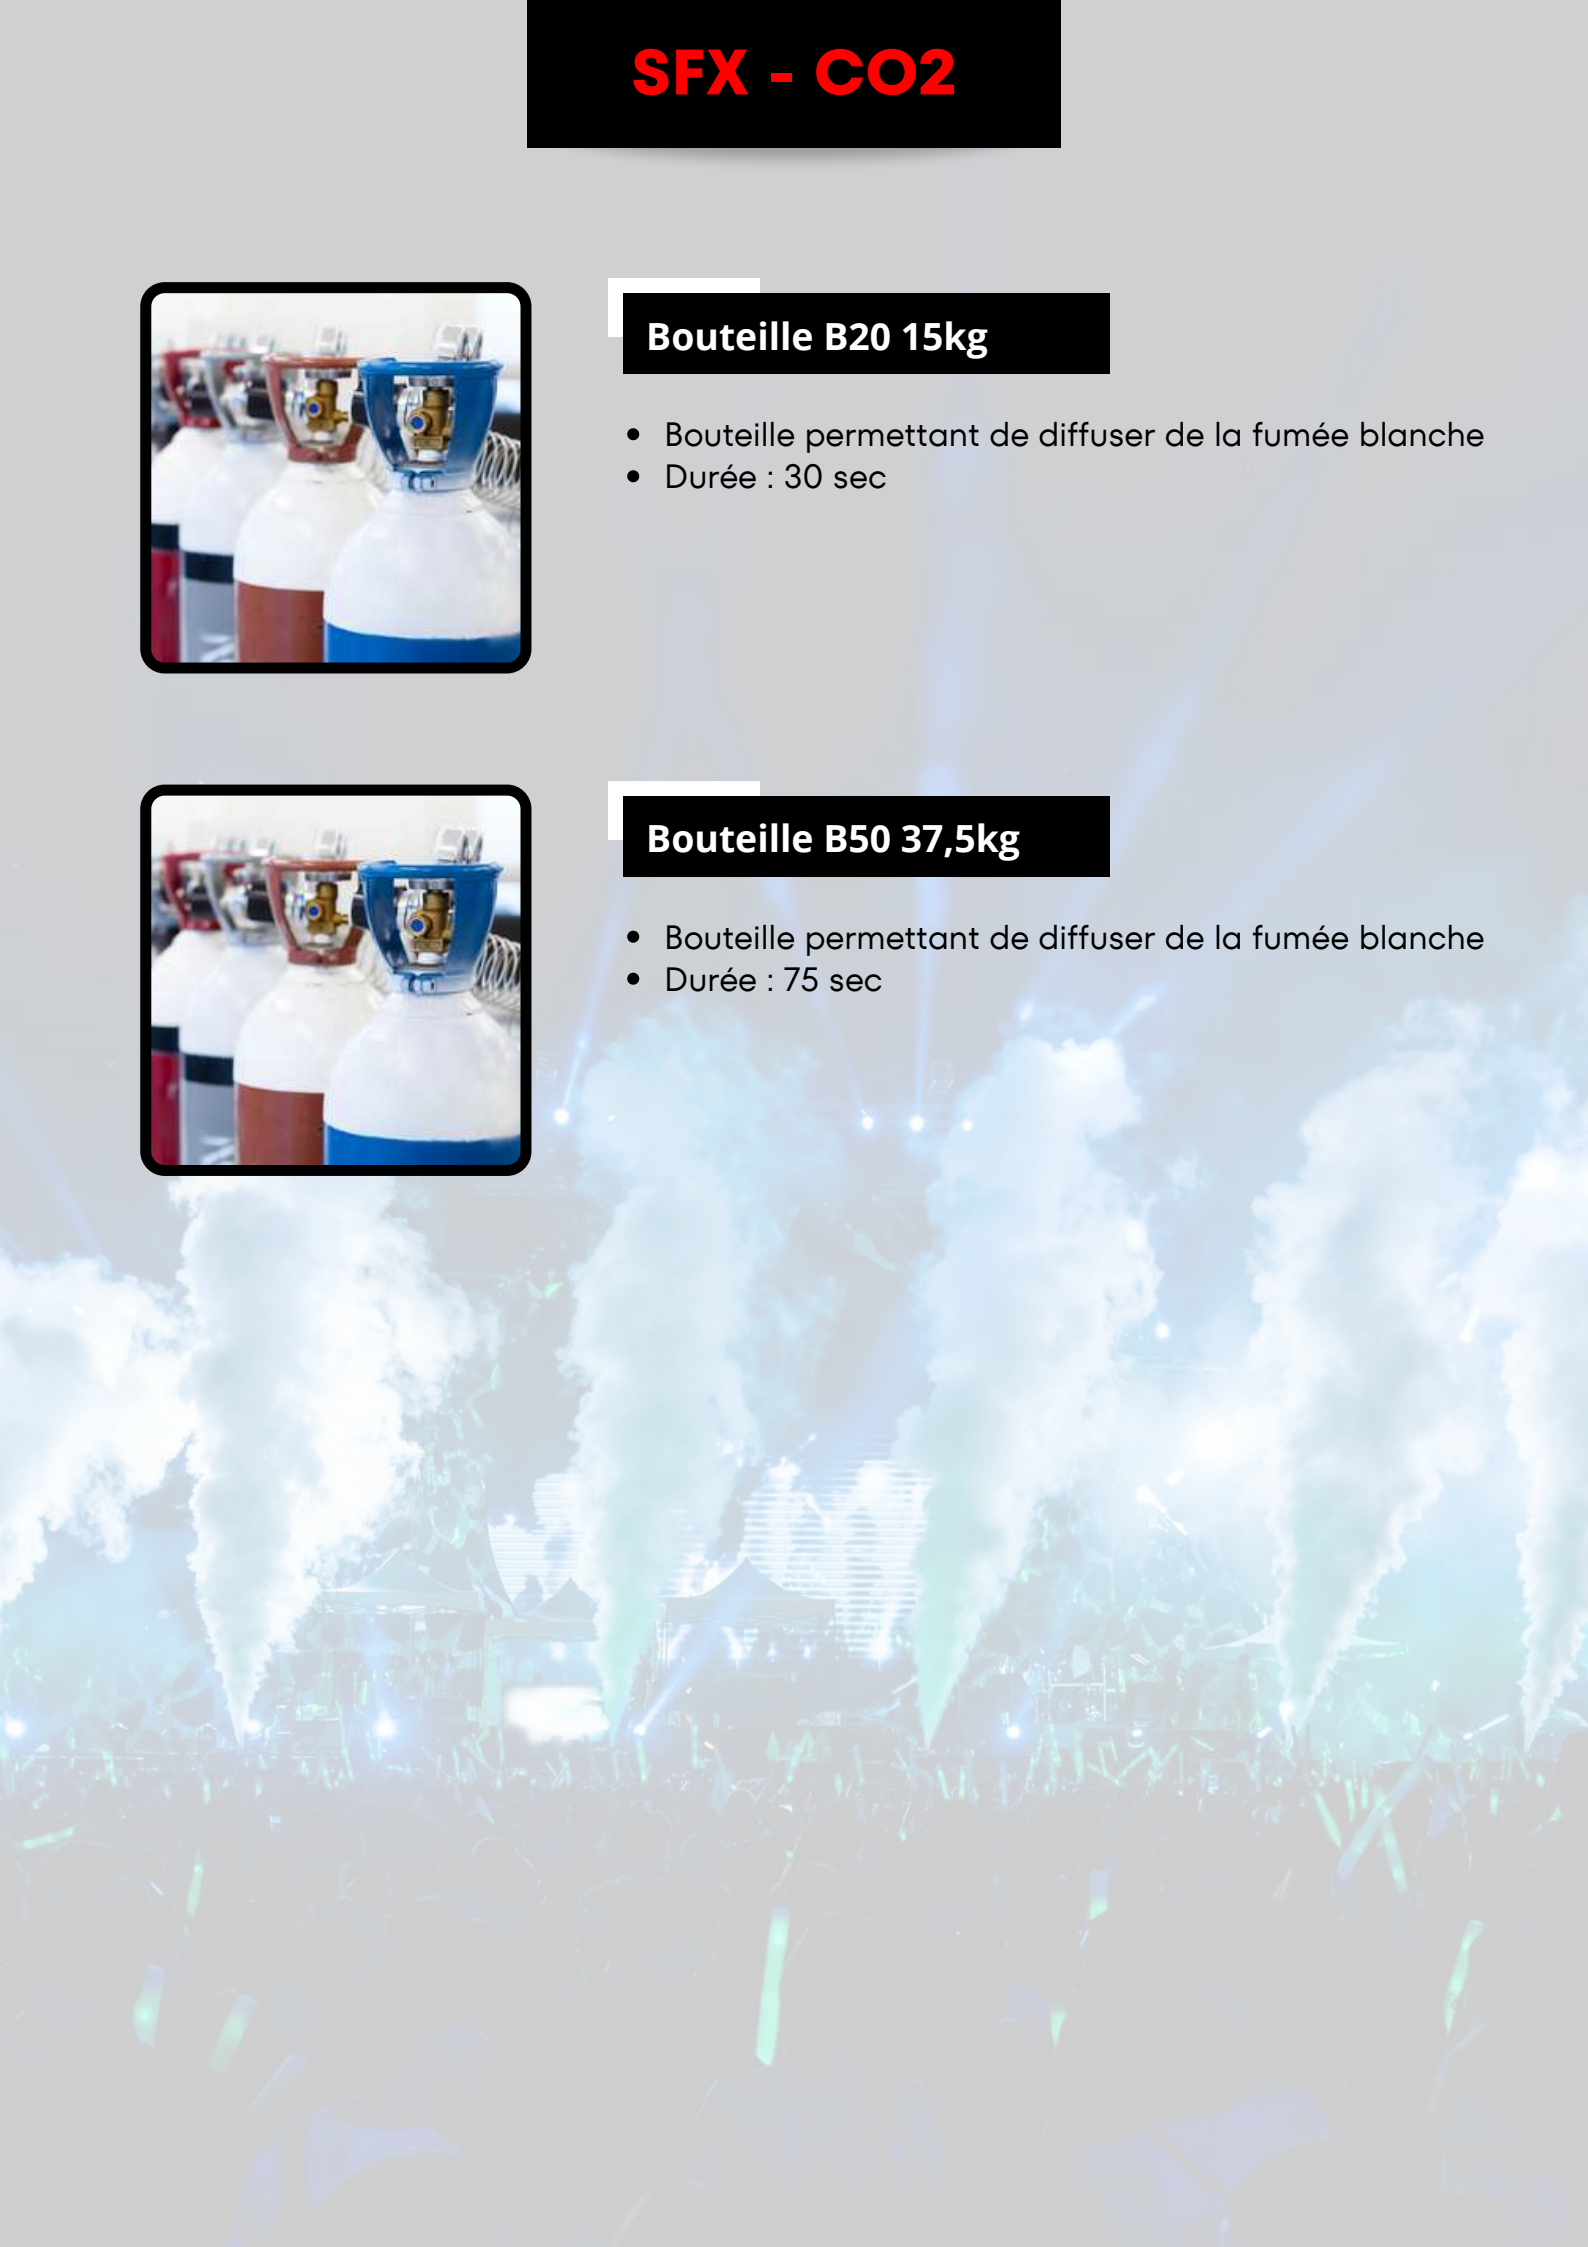 SFX - CO2
Bouteille B20 15kg
• Bouteille permettant de diffuser de la fumée blanche
• Durée : 30 sec
Bouteille B50 37,5kg
• Bouteille permettant de diffuser de la fumée blanche
• Durée : 75 sec